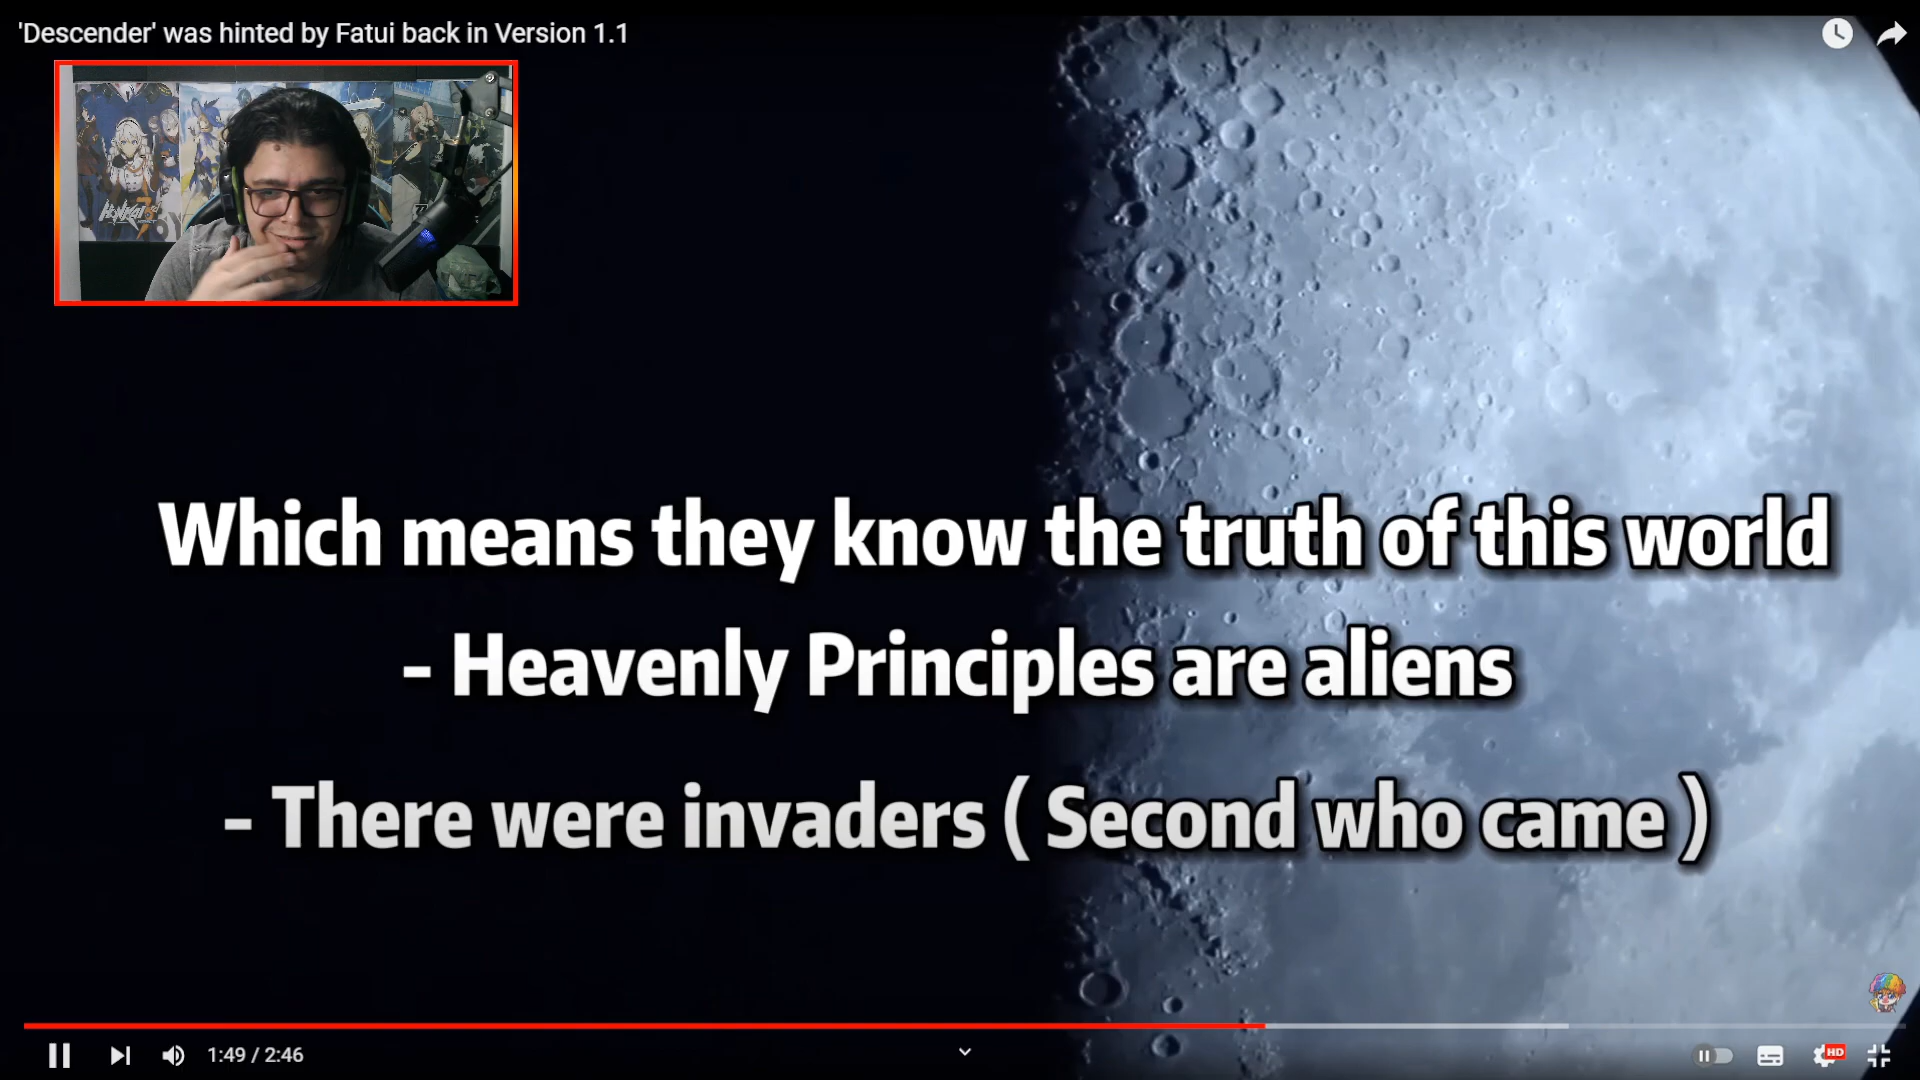 'Descender' was hinted by Fatui back in Version 1.1
Which means they know the truth of this world
- Heavenly Principles are aliens
- There were invaders ( Second who came )
1:49 / 2:46
HD